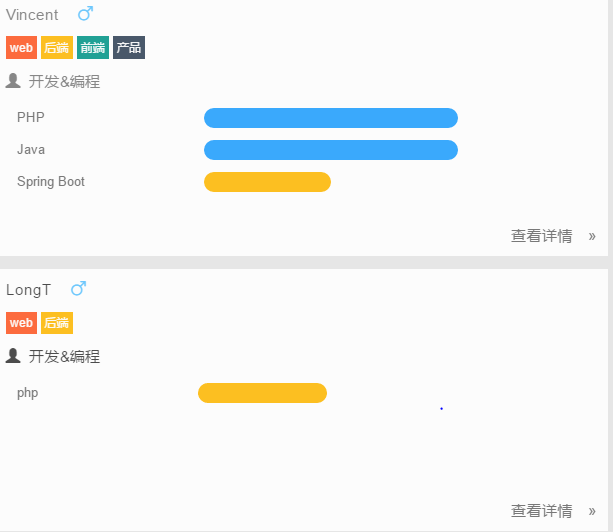 Vincent
web 后端 前端 产品
开发&编程
PHP
Java
Spring Boot
查看详情 »
LongT
web 后端
开发&编程
php
查看详情 »